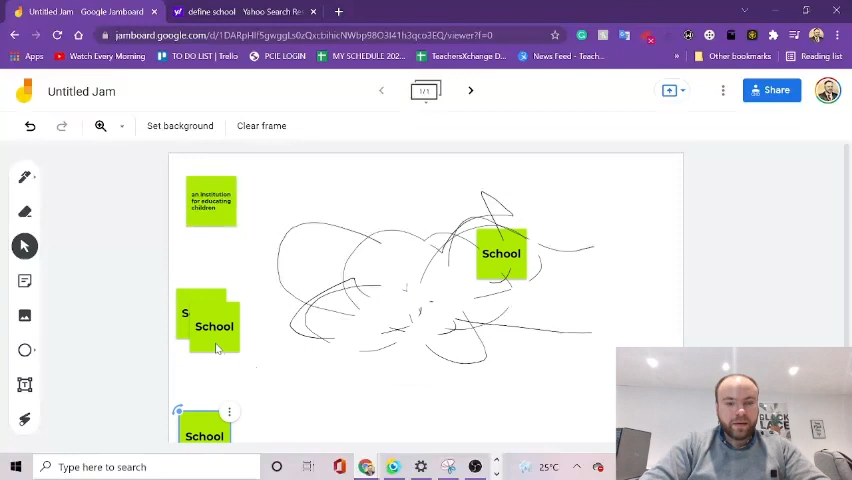 Untitled Jam - Google Jamboard
define school - Yahoo Search Res
jamboard.google.com/d/
/viewer?f=0
Apps
Watch Every Morning
TO DO LIST | Trello
PCIE LOGIN
MY SCHEDULE 202...
TeachersXchange D...
News Feed - Teach...
»
Other bookmarks
Reading list
Untitled Jam
1/1
Share
Set background
Clear frame
an institution
for educating
children
School
S
School
School
Type here to search
25°C